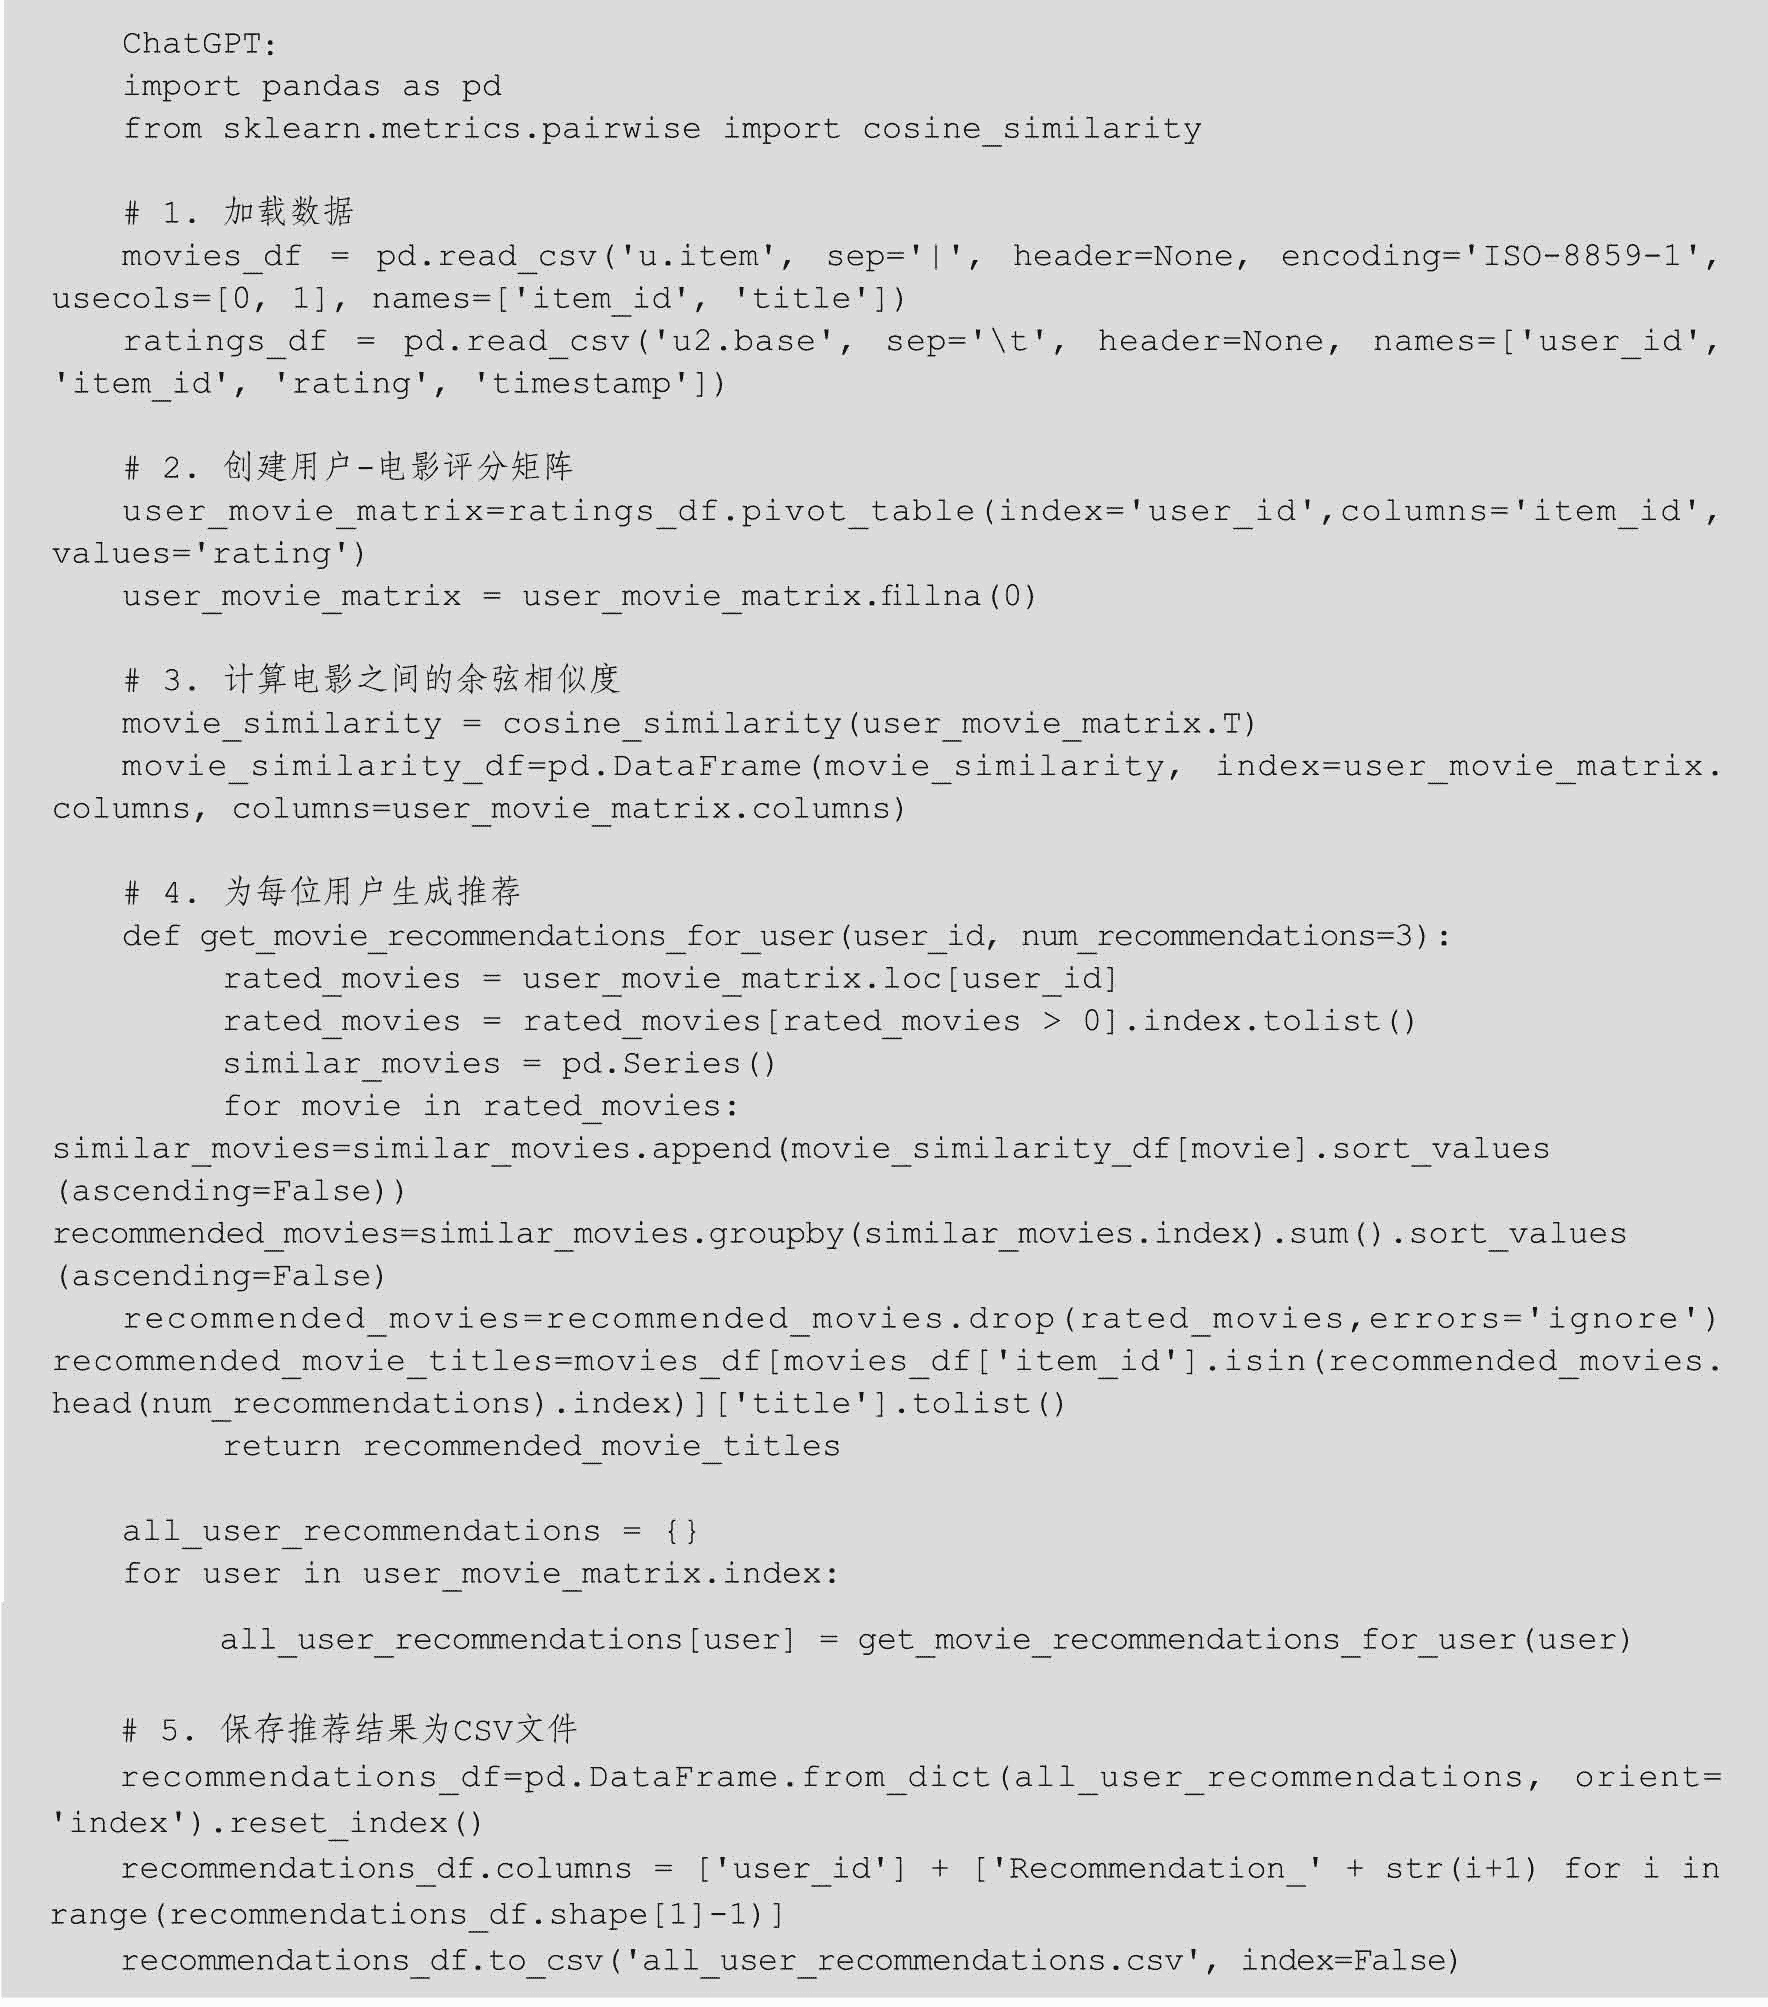 ChatGPT:
import pandas as pd
from sklearn.metrics.pairwise import cosine_similarity
# 1. 加载数据
movies_df = pd.read_csv('u.item', sep='|', header=None, encoding='ISO-8859-1',
usecols=[0, 1], names=['item_id', 'title'])
ratings_df = pd.read_csv('u2.base', sep='\t', header=None, names=['user_id',
'item_id', 'rating', 'timestamp'])
# 2. 创建用户-电影评分矩阵
user_movie_matrix=ratings_df.pivot_table(index='user_id',columns='item_id',
values='rating')
user_movie_matrix = user_movie_matrix.fillna(0)
# 3. 计算电影之间的余弦相似度
movie_similarity = cosine_similarity(user_movie_matrix.T)
movie_similarity_df=pd.DataFrame(movie_similarity, index=user_movie_matrix.
columns, columns=user_movie_matrix.columns)
# 4. 为每位用户生成推荐
def get_movie_recommendations_for_user(user_id, num_recommendations=3):
rated_movies = user_movie_matrix.loc[user_id]
rated_movies = rated_movies[rated_movies > 0].index.tolist()
similar_movies = pd.Series()
for movie in rated_movies:
similar_movies=similar_movies.append(movie_similarity_df[movie].sort_values
(ascending=False))
recommended_movies=similar_movies.groupby(similar_movies.index).sum().sort_values
(ascending=False)
recommended_movies=recommended_movies.drop(rated_movies,errors='ignore')
recommended_movie_titles=movies_df[movies_df['item_id'].isin(recommended_movies.
head(num_recommendations).index)]['title'].tolist()
return recommended_movie_titles
all_user_recommendations = {}
for user in user_movie_matrix.index:
all_user_recommendations[user] = get_movie_recommendations_for_user(user)
# 5. 保存推荐结果为CSV文件
recommendations_df=pd.DataFrame.from_dict(all_user_recommendations, orient=
'index').reset_index()
recommendations_df.columns = ['user_id'] + ['Recommendation_' + str(i+1) for i in
range(recommendations_df.shape[1]-1)]
recommendations_df.to_csv('all_user_recommendations.csv', index=False)